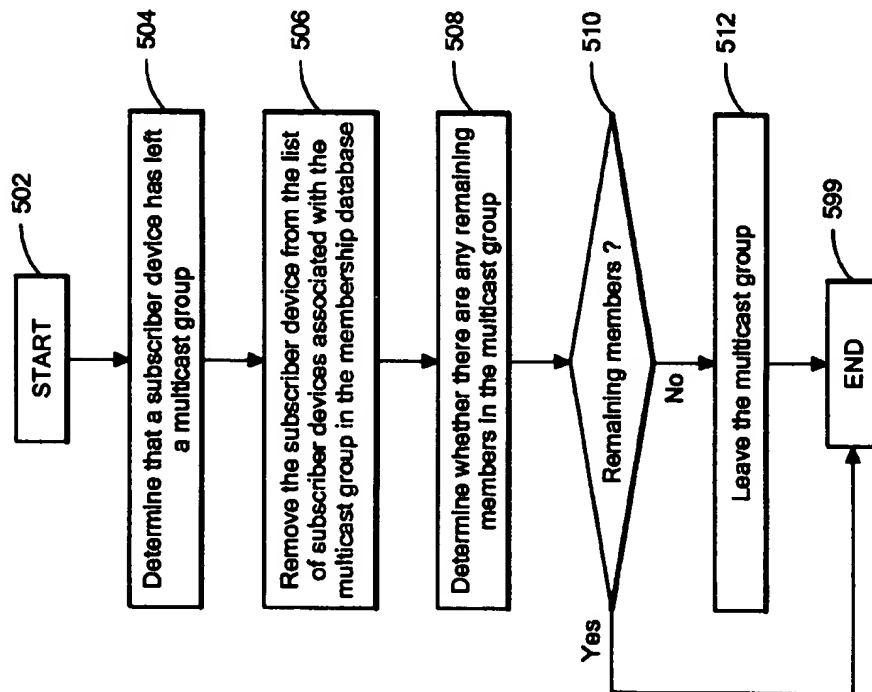 502
START
504
Determine that a subscriber device has left
a multicast group
506
Remove the subscriber device from the list
of subscriber devices associated with the
multicast group in the membership database
508
Determine whether there are any remaining
members in the multicast group
510
Remaining members ?
Yes
No
512
Leave the multicast group
599
END